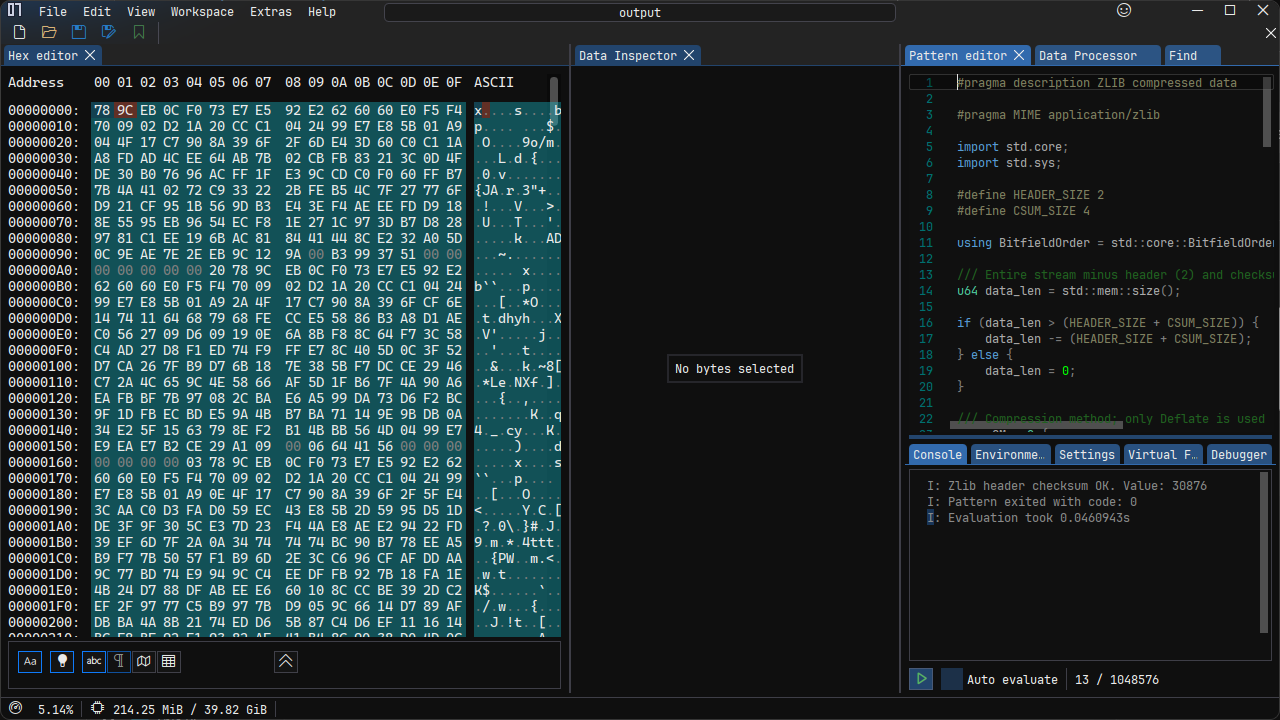 File Edit View Workspace Extras Help
output
Hex editor
Address 00 01 02 03 04 05 06 07 08 09 0A 0B 0C 0D 0E 0F ASCII
00000000: 78 9C EB 0C F0 73 E7 E5 92 E2 62 60 60 E0 F5 F4 x....s....b
00000010: 70 09 02 D2 1A 20 CC C1 04 24 99 E7 E8 5B 01 A9 p.... ...$.
00000020: 04 4F 17 C7 90 8A 39 6F 2F 6D E4 3D 60 C0 C1 1A .O....9o/m.
00000030: A8 FD AD 4C EE 64 AB 7B 02 CB FB 83 21 3C 0D 4F ...L.d.{...
00000040: DE 30 B0 76 96 AC FF 1F E3 9C CD C0 F0 60 FF B7 .0.v.......
00000050: 7B 4A 41 02 72 C9 33 22 2B FE B5 4C 7F 27 77 6F {JA.r.3"+..
00000060: D9 21 CF 95 1B 56 9D B3 E4 3E F4 AE EE FD D9 18 .!...V...>.
00000070: 8E 55 95 EB 96 54 EC F8 1E 27 1C 97 3D B7 D8 28 .U...T...'.
00000080: 97 81 C1 EE 19 6B AC 81 84 41 44 8C E2 32 A0 5D .....k...AD
00000090: 0C 9E AE 7E 2E EB 9C 12 9A 00 B3 99 37 51 00 00 ...~.......
000000A0: 00 00 00 00 00 20 78 9C EB 0C F0 73 E7 E5 92 E2 ..... x....
000000B0: 62 60 60 E0 F5 F4 70 09 02 D2 1A 20 CC C1 04 24 b``...p....
000000C0: 99 E7 E8 5B 01 A9 2A 4F 17 C7 90 8A 39 6F CF 6E ...[..*O...
000000D0: 14 74 11 64 68 79 68 FE CC E5 58 86 B3 A8 D1 AE .t.dhyh...X
000000E0: C0 56 27 09 D6 09 19 0E 6A 8B F8 8C 64 F7 3C 58 .V'.....j..
000000F0: C4 AD 27 D8 F1 ED 74 F9 FF E7 8C 40 5D 0C 3F 52 ..'...t....
00000100: D7 CA 26 7F B9 D7 6B 18 7E 38 5B F7 DC CE 29 46 ..&...k.~8[
00000110: C7 2A 4C 65 9C 4E 58 66 AF 5D 1F B6 7F 4A 90 A6 .*Le.NXf.].
00000120: EA FB BF 7B 97 08 2C BA E6 A5 99 DA 73 D6 F2 BC ...{..,....
00000130: 9F 1D FB EC BD E5 9A 4B B7 BA 71 14 9E 9B DB 0A .......K..q
00000140: 34 E2 5F 15 63 79 8E F2 B1 4B BB 56 4D 04 99 E7 4._.cy...K.
00000150: E9 EA E7 B2 CE 29 A1 09 00 06 64 41 56 00 00 00 .....)....d
00000160: 00 00 00 00 03 78 9C EB 0C F0 73 E7 E5 92 E2 62 .....x....s
00000170: 60 60 E0 F5 F4 70 09 02 D2 1A 20 CC C1 04 24 99 ``...p....
00000180: E7 E8 5B 01 A9 0E 4F 17 C7 90 8A 39 6F 2F 5F E4 ..[...O....
00000190: 3C AA C0 D3 FA D0 59 EC 43 E8 5B 2D 59 95 D5 1D <.....Y.C.[
000001A0: DE 3F 9F 30 5C E3 7D 23 F4 4A E8 AE E2 94 22 FD .?.0\.}#.J.
000001B0: 39 EF 6D 7F 2A 0A 34 74 74 74 BC 90 B7 78 EE A5 9.m.*.4ttt.
000001C0: B9 F7 7B 50 57 F1 B9 6D 2E 3C C6 96 CF AF DD AA ..{PW..m.<.
000001D0: 9C 77 BD 74 E9 94 9C C4 EE DF FB 92 7B 18 FA 1E .w.t.......
000001E0: 4B 24 D7 88 DF AB EE E6 60 10 8C CC BE 39 2D C2 K$......`..
000001F0: EF 2F 97 77 C5 B9 97 7B D9 05 9C 66 14 D7 89 AF ./.w...{...
00000200: DB BA 4A 8B 21 74 ED D6 5B 87 C4 D6 EF 11 16 14 ..J.!t..[..
Aa
abc
Data Inspector
No bytes selected
Pattern editor Data Processor Find
1 #pragma description ZLIB compressed data
2
3 #pragma MIME application/zlib
4
5 import std.core;
6 import std.sys;
7
8 #define HEADER_SIZE 2
9 #define CSUM_SIZE 4
10
11 using BitfieldOrder = std::core::BitfieldOrder
12
13 /// Entire stream minus header (2) and checksu
14 u64 data_len = std::mem::size();
15
16 if (data_len > (HEADER_SIZE + CSUM_SIZE)) {
17 data_len -= (HEADER_SIZE + CSUM_SIZE);
18 } else {
19 data_len = 0;
20 }
21
22 /// Compression method: only Deflate is used
Console Environme… Settings Virtual F… Debugger
I: Zlib header checksum OK. Value: 30876
I: Pattern exited with code: 0
I: Evaluation took 0.0460943s
Auto evaluate 13 / 1048576
5.14% 214.25 MiB / 39.82 GiB